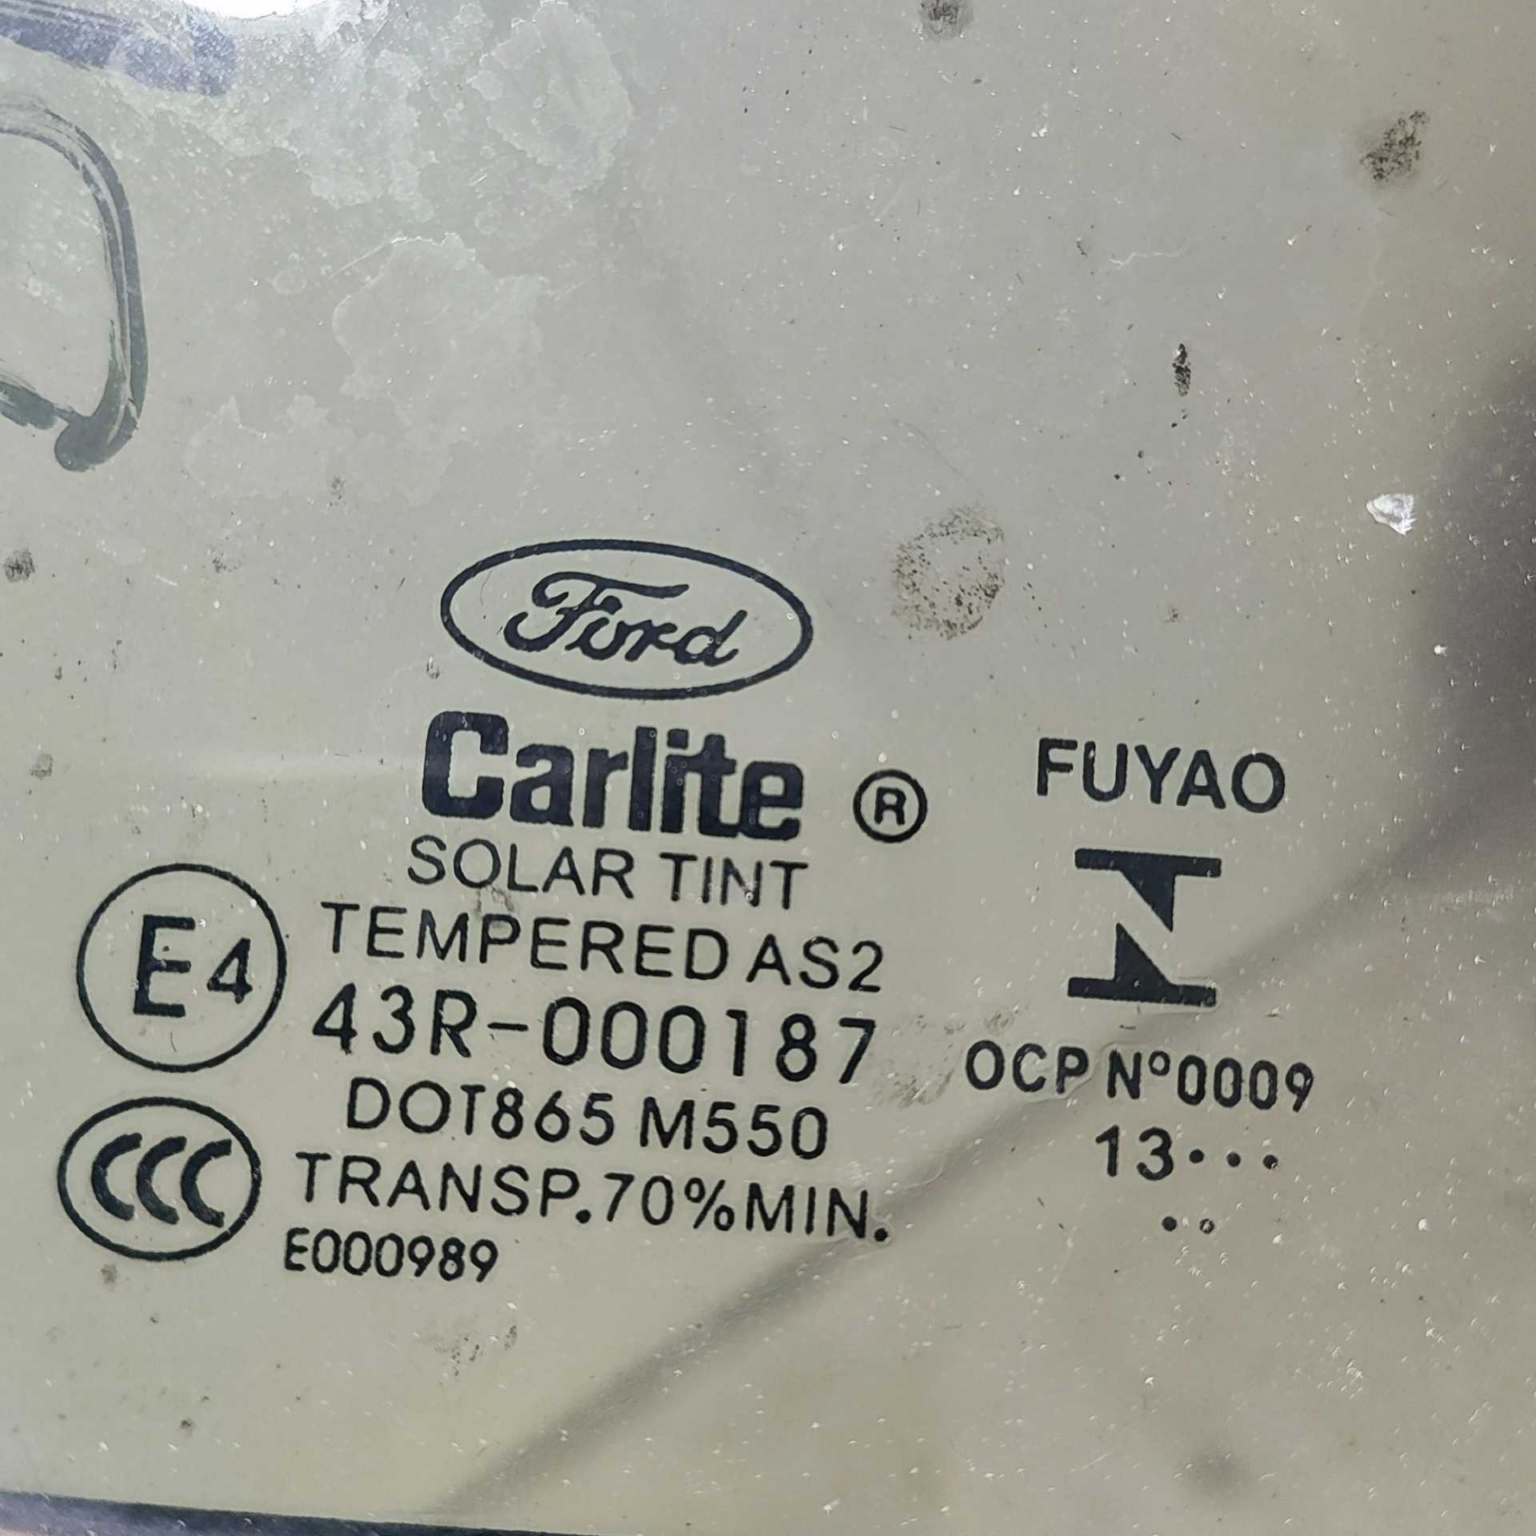 Ford
Carlite ®
SOLAR TINT
TEMPERED AS2
E4
43R-000187
DOT865 M550
CCC
TRANSP.70%MIN.
E000989
FUYAO
OCP N°0009
13•••
••